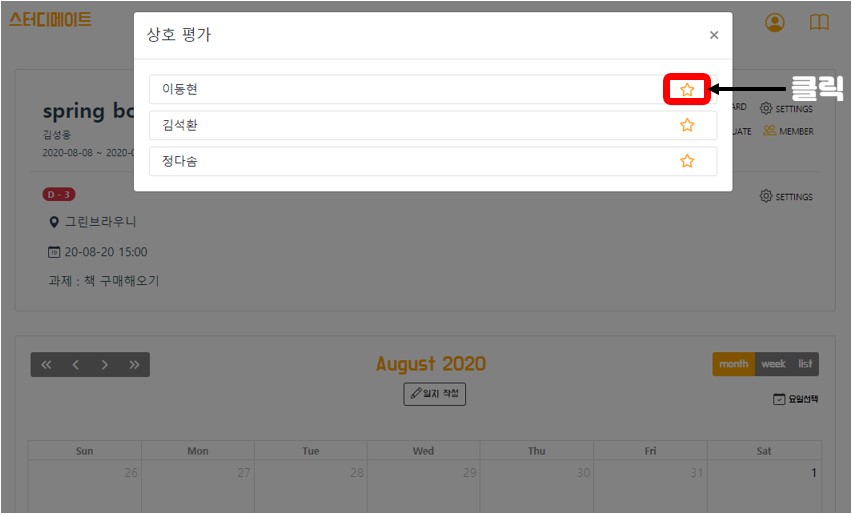 스터디메이트
상호 평가
×
이동현
클릭
김석환
정다솜
spring bo
ARD SETTINGS
김성웅
UATE MEMBER
2020-08-08 ~ 2020-0
D - 3
SETTINGS
그린브라우니
20-08-20 15:00
과제 : 책 구매해오기
August 2020
month week list
일지 작성
요일선택
Sun Mon Tue Wed Thu Fri Sat
26 27 28 29 30 31 1